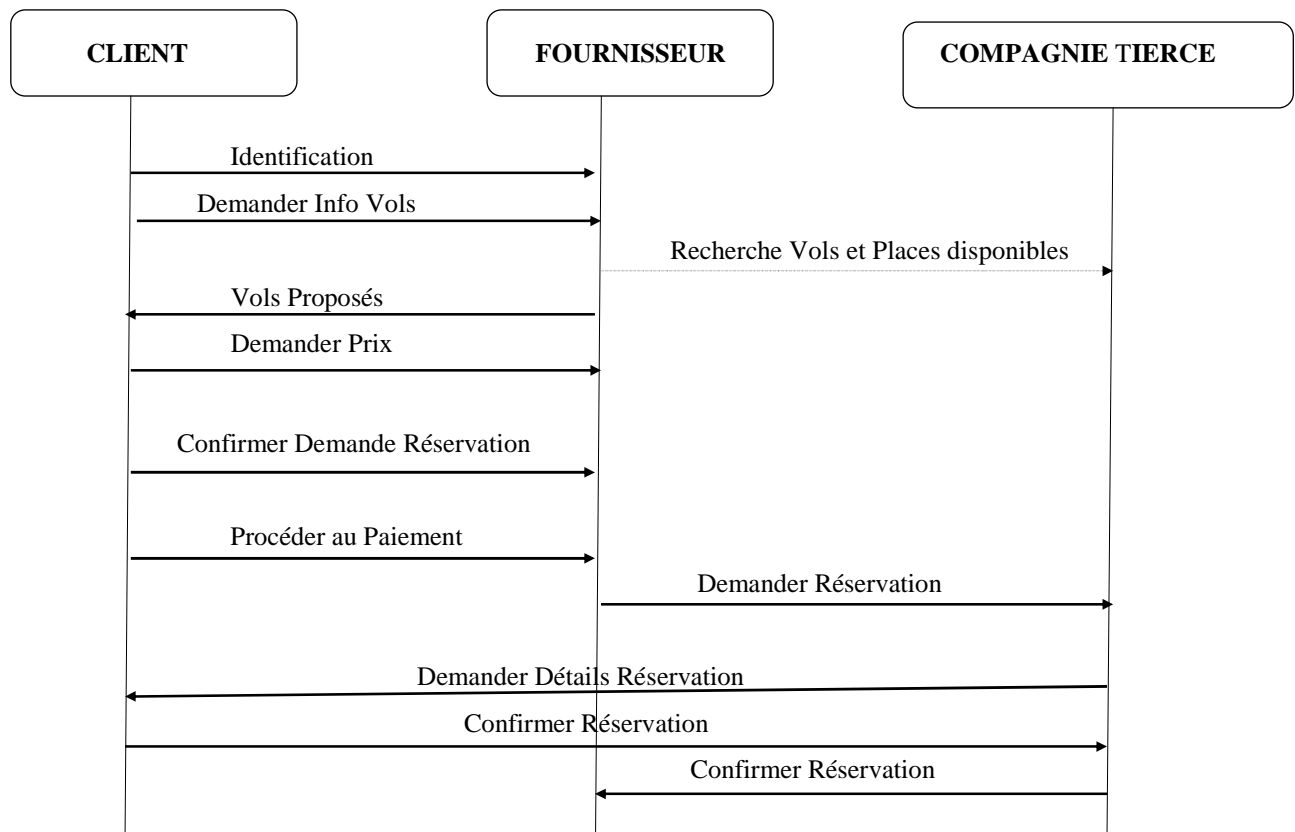 CLIENT
FOURNISSEUR
COMPAGNIE TIERCE
Identification
Demander Info Vols
Recherche Vols et Places disponibles
Vols Proposés
Demander Prix
Confirmer Demande Réservation
Procéder au Paiement
Demander Réservation
Demander Détails Réservation
Confirmer Réservation
Confirmer Réservation